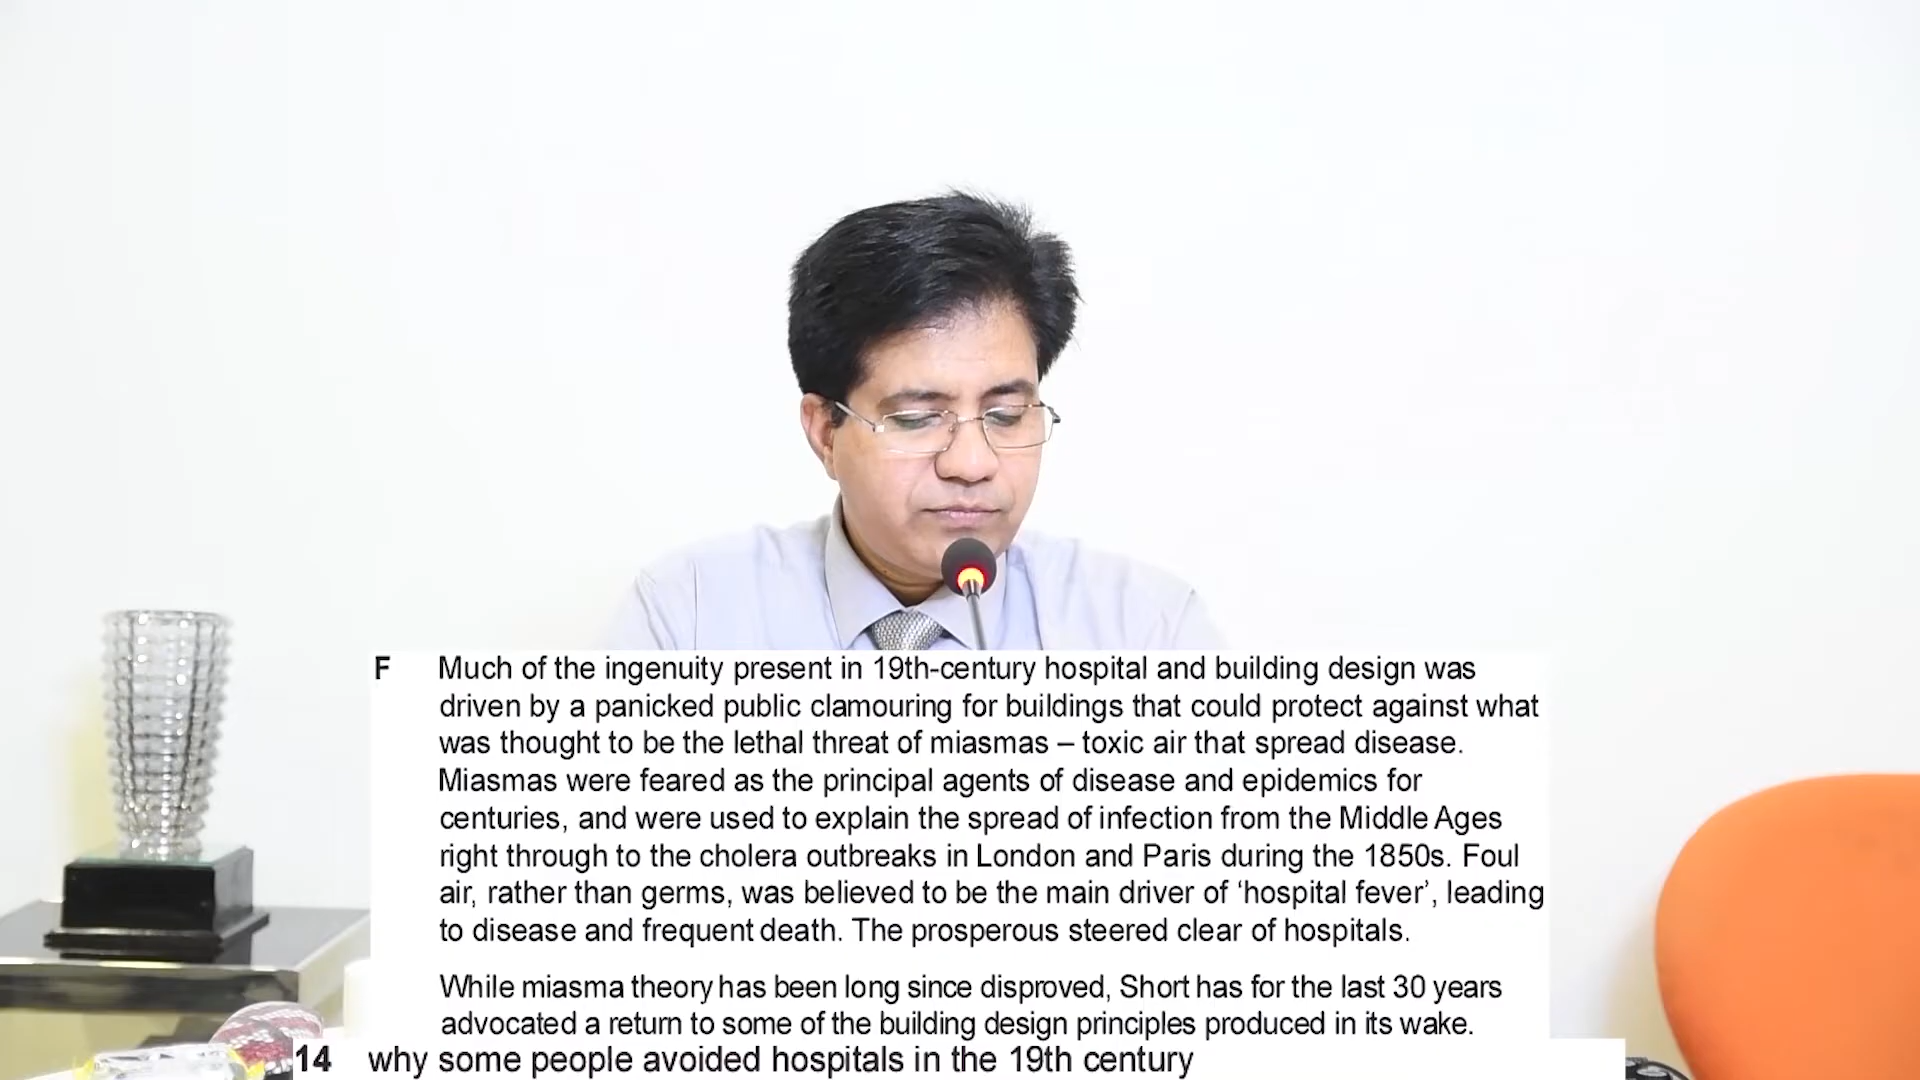 F Much of the ingenuity present in 19th-century hospital and building design was
driven by a panicked public clamouring for buildings that could protect against what
was thought to be the lethal threat of miasmas – toxic air that spread disease.
Miasmas were feared as the principal agents of disease and epidemics for
centuries, and were used to explain the spread of infection from the Middle Ages
right through to the cholera outbreaks in London and Paris during the 1850s. Foul
air, rather than germs, was believed to be the main driver of ‘hospital fever’, leading
to disease and frequent death. The prosperous steered clear of hospitals.
While miasma theory has been long since disproved, Short has for the last 30 years
advocated a return to some of the building design principles produced in its wake.
14 why some people avoided hospitals in the 19th century